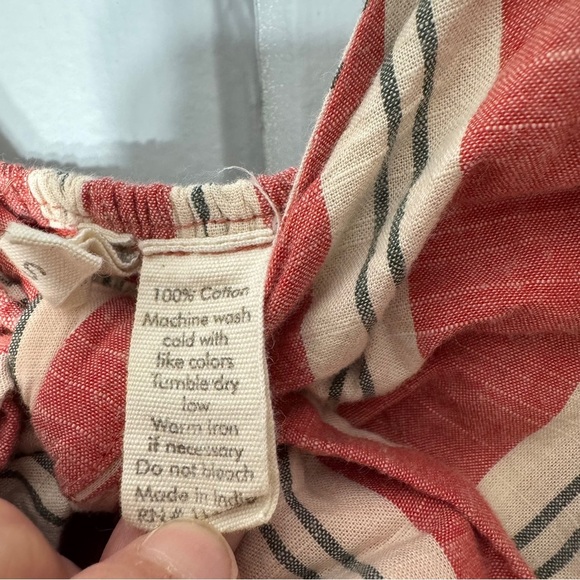 S
100% Cotton
Machine wash
cold with
like colors
Tumble dry
low
Warm iron
if necessary
Do not bleach
Made in India
RN#